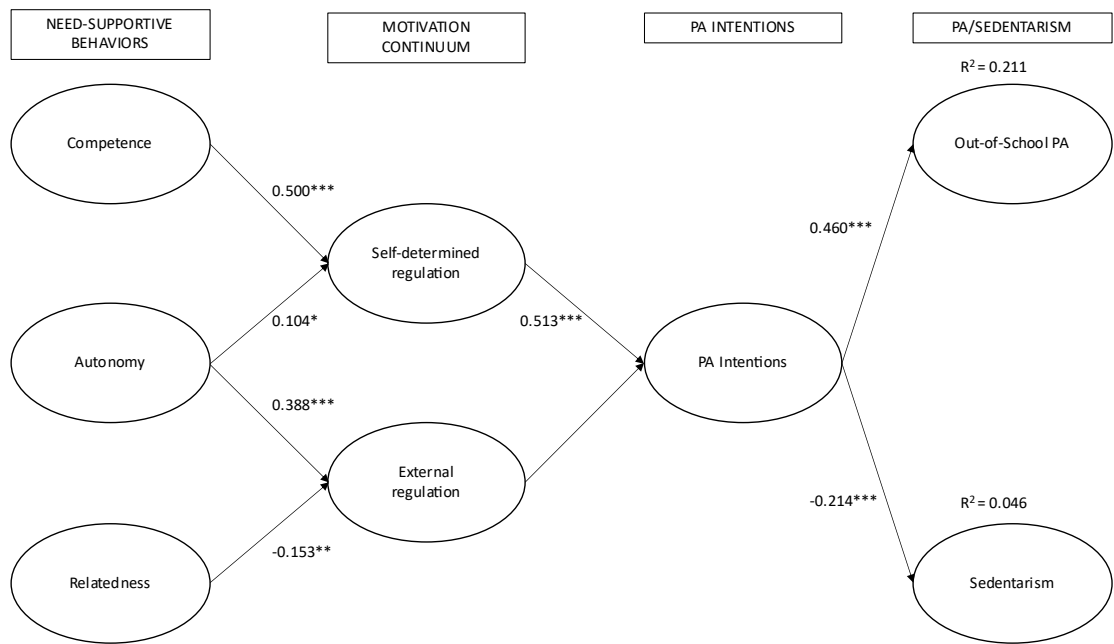 NEED-SUPPORTIVE
BEHAVIORS
MOTIVATION
CONTINUUM
PA INTENTIONS
PA/SEDENTARISM
R² = 0.211
Competence
Out-of-School PA
0.500***
0.460***
Self-determined
regulation
0.104*
0.513***
Autonomy
PA Intentions
0.388***
External
regulation
-0.214***
R² = 0.046
-0.153**
Relatedness
Sedentarism